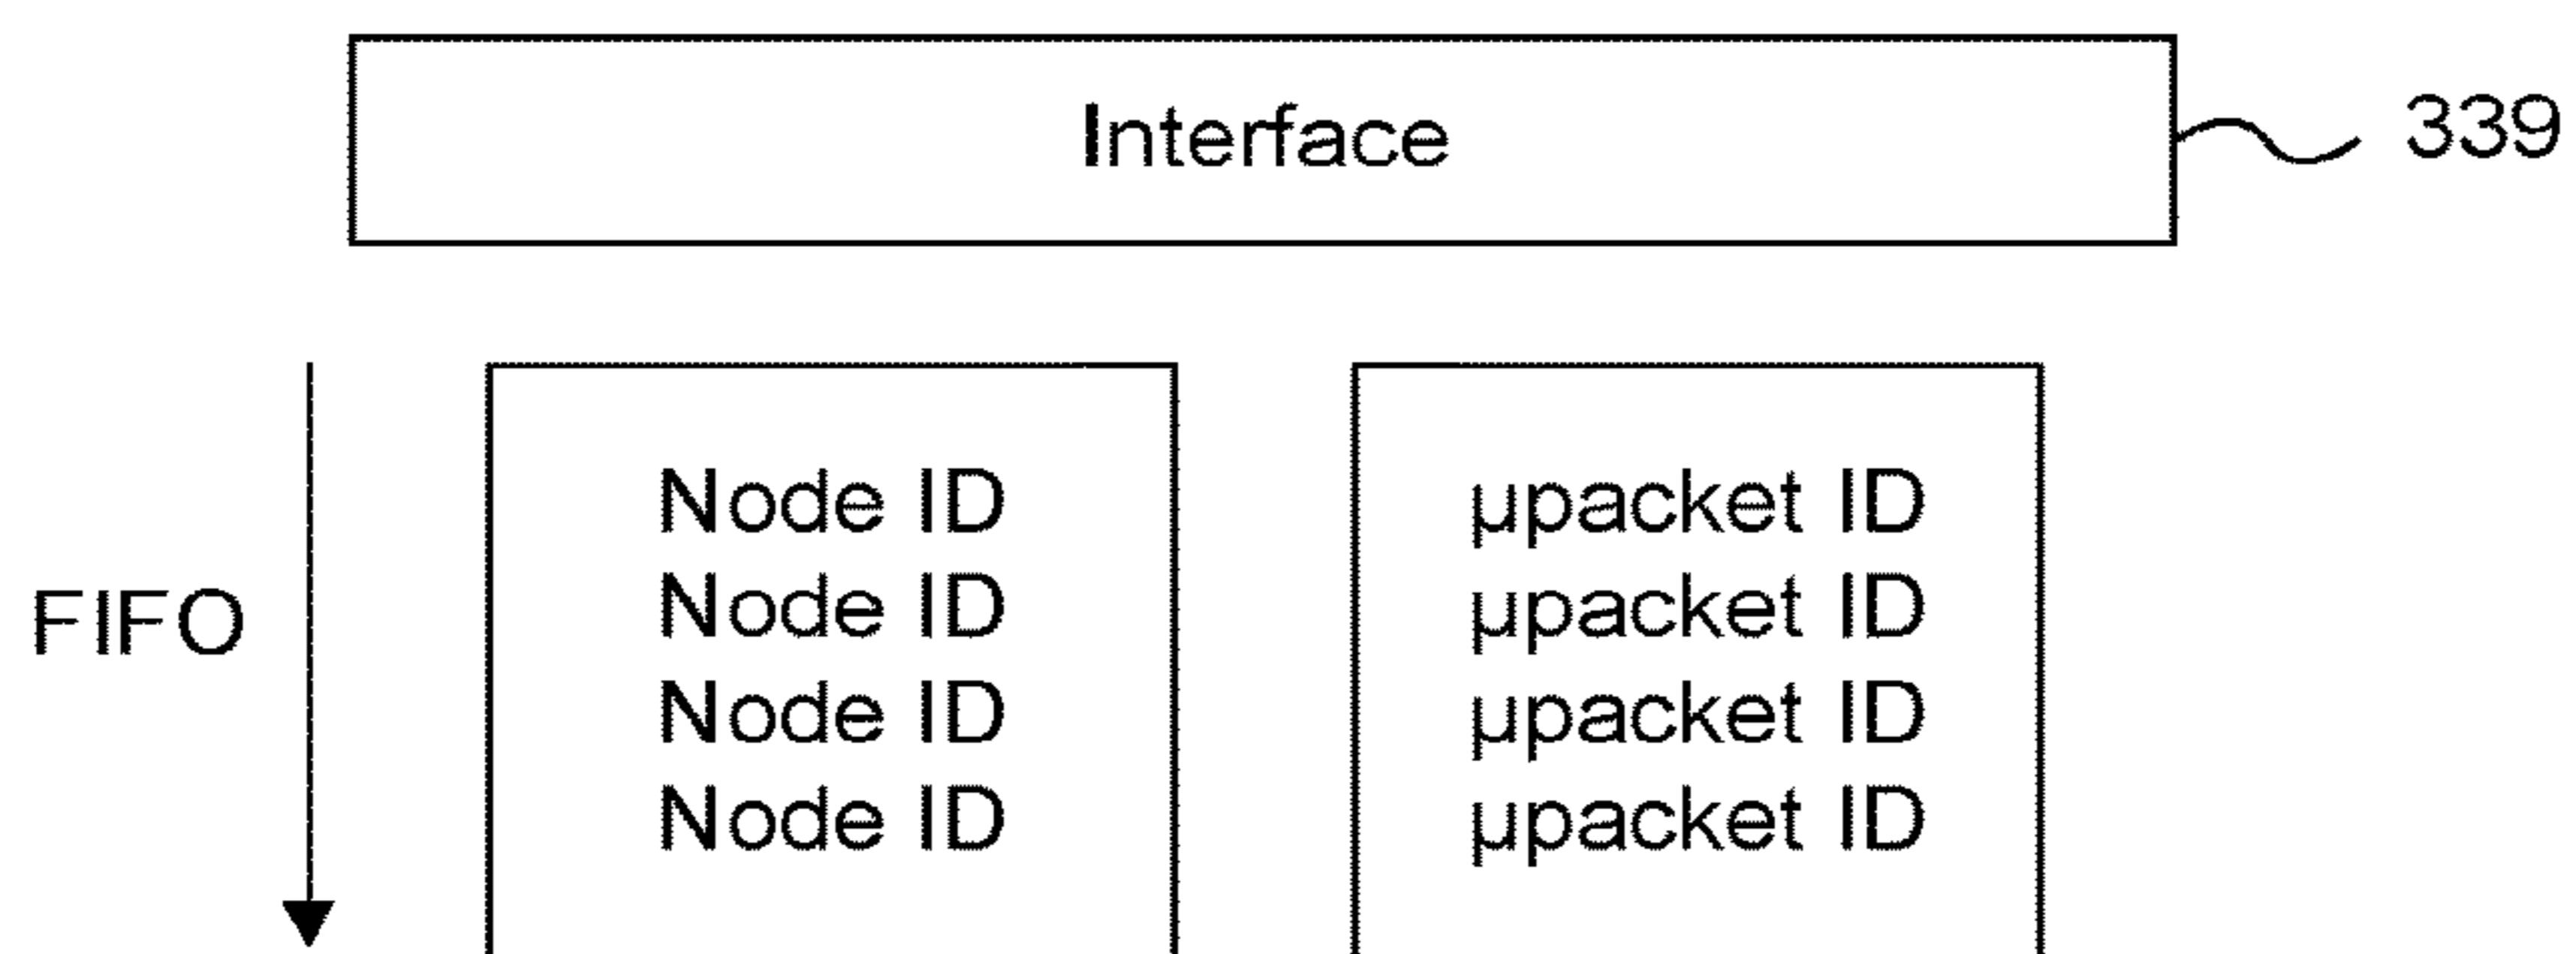 Interface
339
FIFO
Node ID
Node ID
Node ID
Node ID
µpacket ID
µpacket ID
µpacket ID
µpacket ID